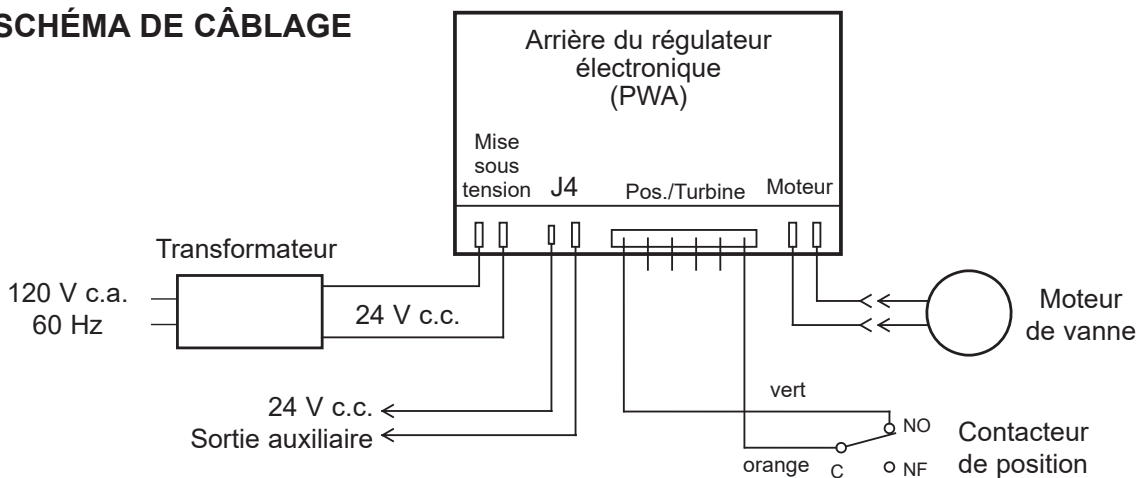 SCHÉMA DE CÂBLAGE
Arrière du régulateur
électronique
(PWA)
Mise
sous
tension
J4
Pos./Turbine
Moteur
Transformateur
120 V c.a.
60 Hz
24 V c.c.
Moteur
de vanne
24 V c.c.
Sortie auxiliaire
vert
orange
C
NO
NF
Contacteur
de position